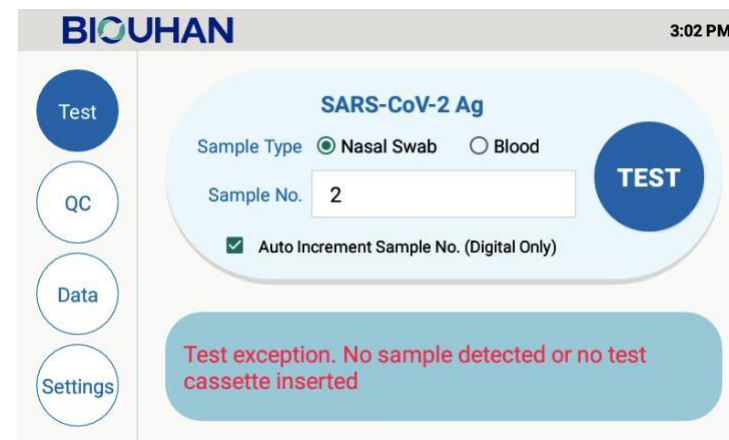 BIOUHAN
3:02 PM
Test
SARS-CoV-2 Ag
Sample Type Nasal Swab Blood
TEST
QC
Sample No. 2
Auto Increment Sample No. (Digital Only)
Data
Test exception. No sample detected or no test
cassette inserted
Settings